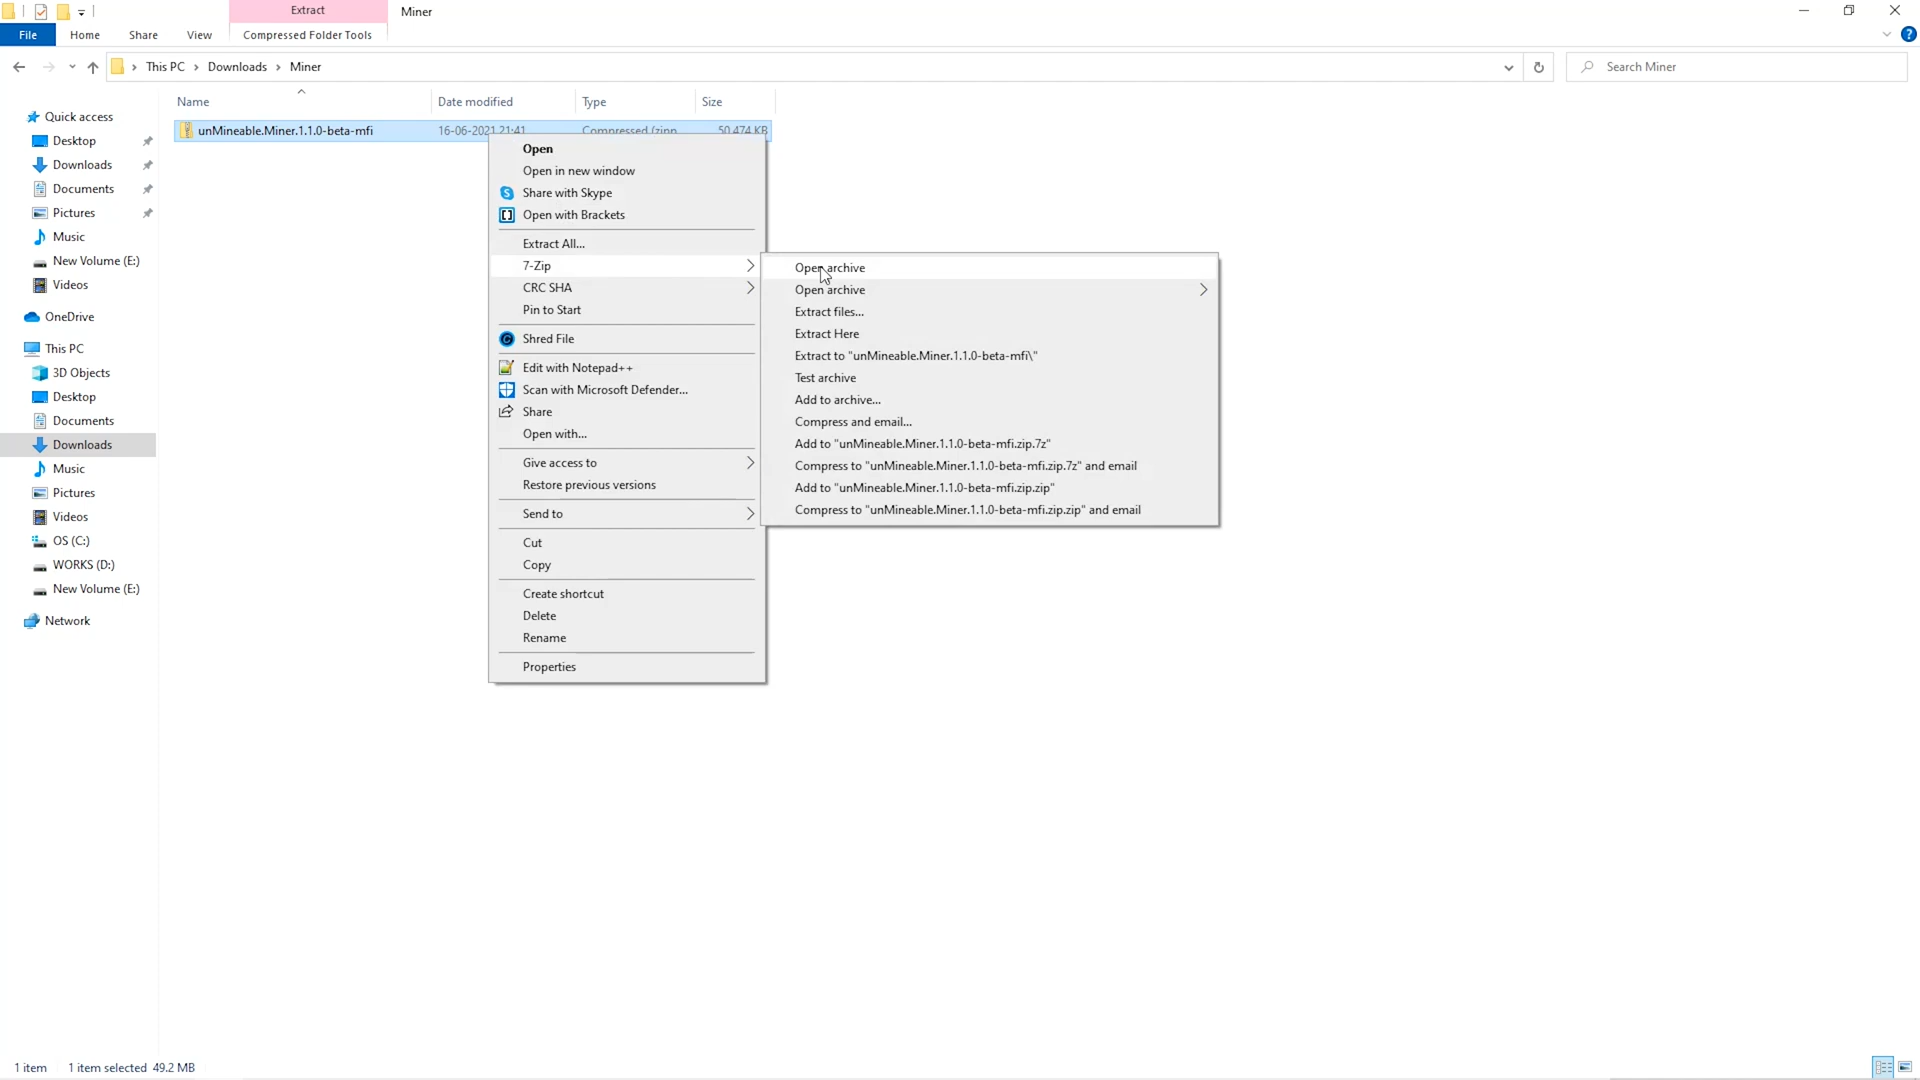 Extract
Miner
File
Home
Share
View
Compressed Folder Tools
This PC
Downloads
Miner
Search Miner
Name
Date modified
Type
Size
unMineable.Miner.1.1.0-beta-mfi
16-06-2021 21:41
Compressed (zipp
50,474 KB
Quick access
Desktop
Downloads
Documents
Pictures
Music
New Volume (E:)
Videos
OneDrive
This PC
3D Objects
Desktop
Documents
Downloads
Music
Pictures
Videos
OS (C:)
WORKS (D:)
New Volume (E:)
Network
Open
Open in new window
Share with Skype
Open with Brackets
Extract All...
7-Zip
CRC SHA
Pin to Start
Shred File
Edit with Notepad++
Scan with Microsoft Defender...
Share
Open with...
Give access to
Restore previous versions
Send to
Cut
Copy
Create shortcut
Delete
Rename
Properties
Open archive
Open archive
Extract files...
Extract Here
Extract to "unMineable.Miner.1.1.0-beta-mfi\"
Test archive
Add to archive...
Compress and email...
Add to "unMineable.Miner.1.1.0-beta-mfi.zip.7z"
Compress to "unMineable.Miner.1.1.0-beta-mfi.zip.7z" and email
Add to "unMineable.Miner.1.1.0-beta-mfi.zip.zip"
Compress to "unMineable.Miner.1.1.0-beta-mfi.zip.zip" and email
1 item
1 item selected 49.2 MB